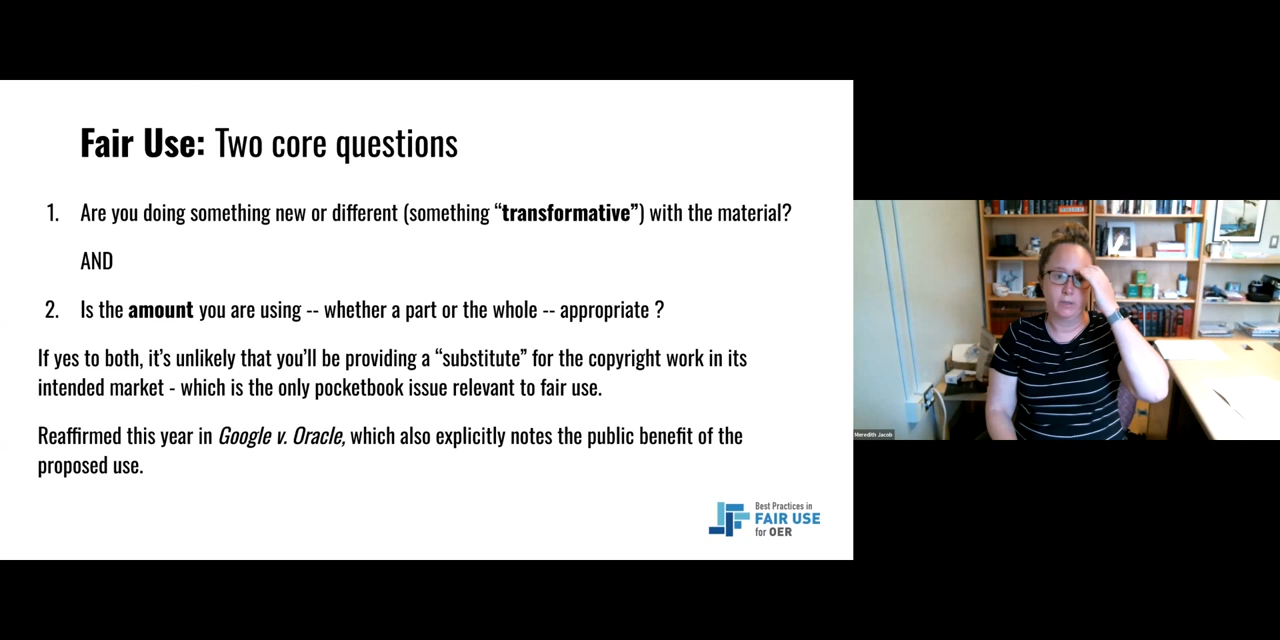 Fair Use: Two core questions
1. Are you doing something new or different (something “transformative”) with the material?
AND
2. Is the amount you are using -- whether a part or the whole -- appropriate ?
If yes to both, it’s unlikely that you’ll be providing a “substitute” for the copyright work in its
intended market - which is the only pocketbook issue relevant to fair use.
Reaffirmed this year in Google v. Oracle, which also explicitly notes the public benefit of the
proposed use.
Best Practices in
FAIR USE
for OER
Meredith Jacob